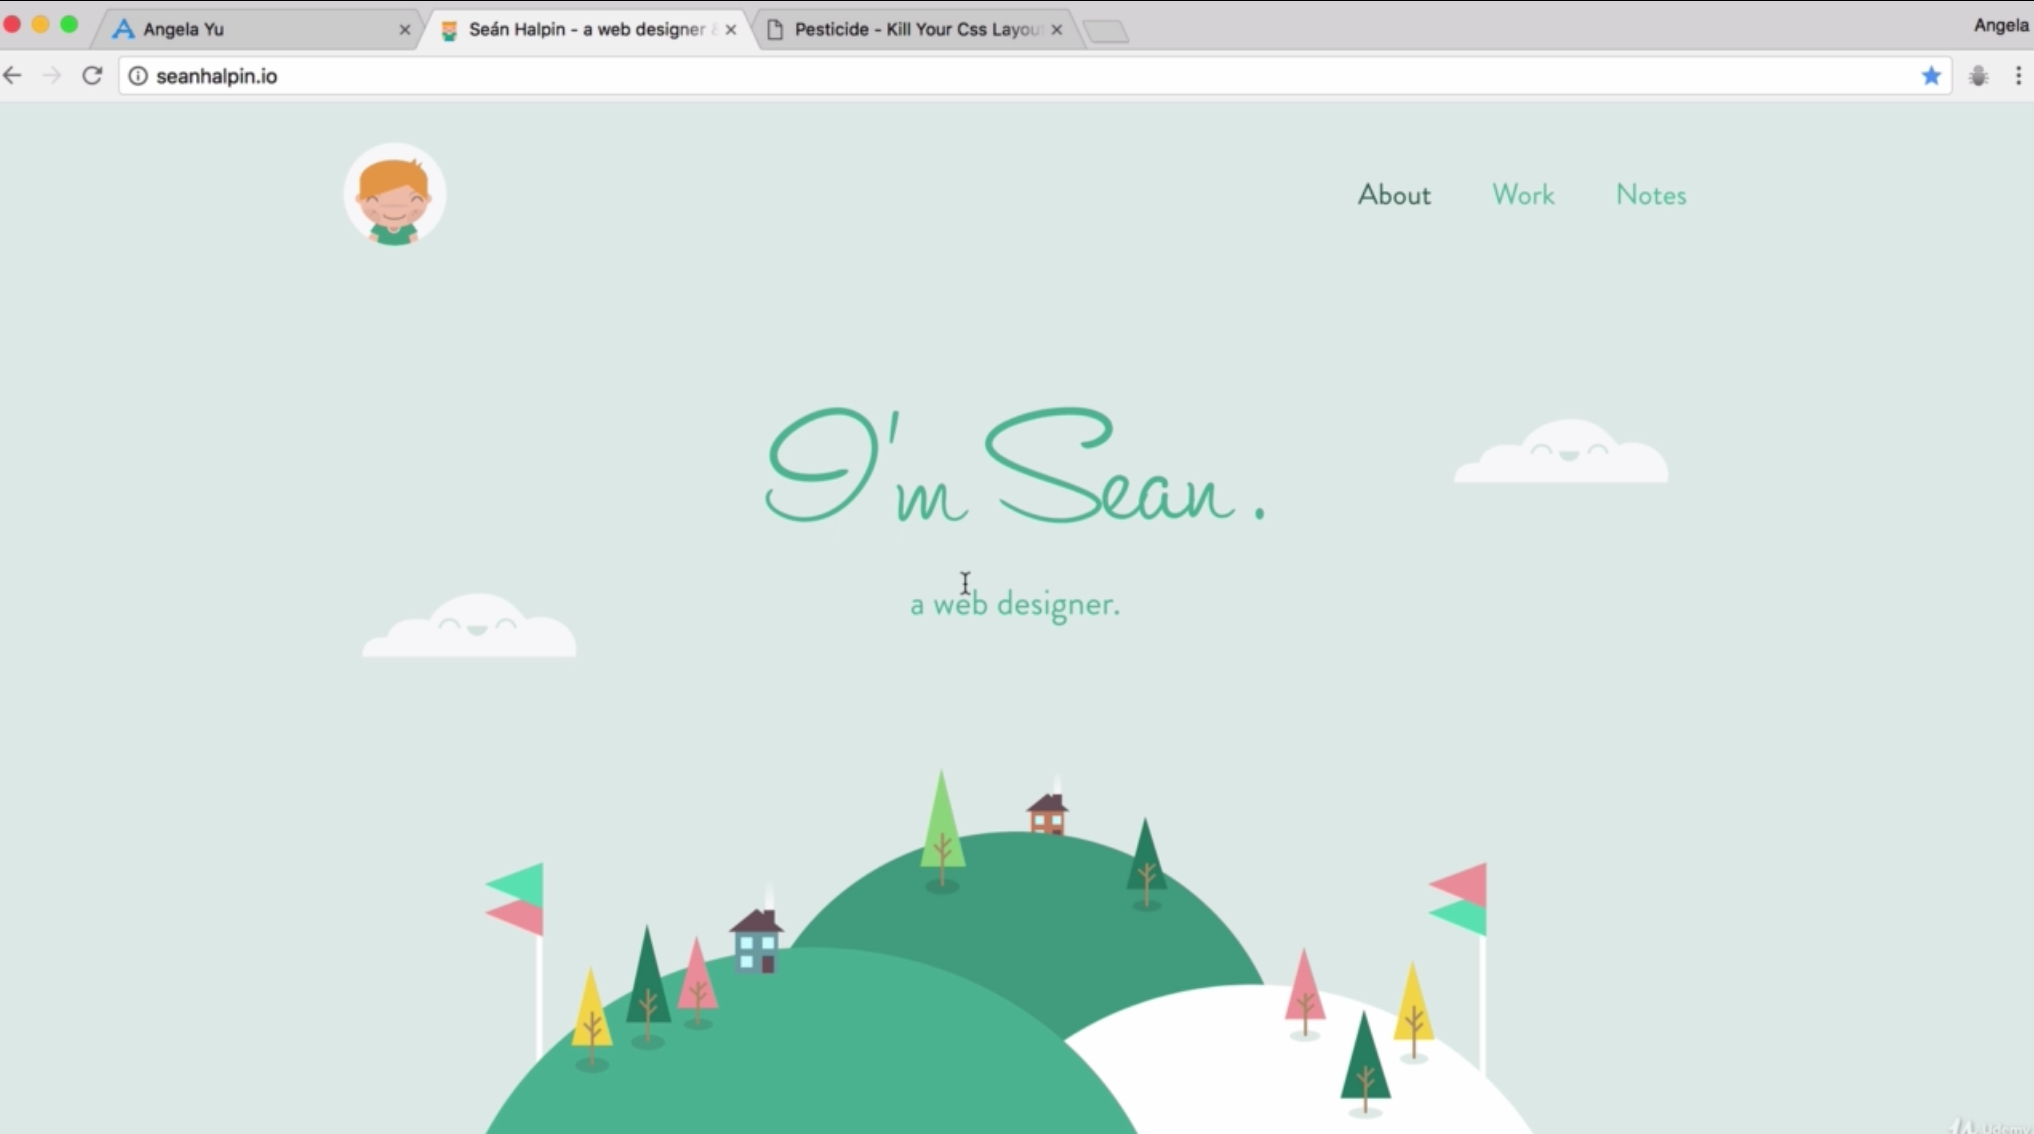 Angela Yu
Seán Halpin - a web designer
Pesticide - Kill Your Css Layou
Angela
seanhalpin.io
About
Work
Notes
I'm Sean.
a web designer.
Udemy